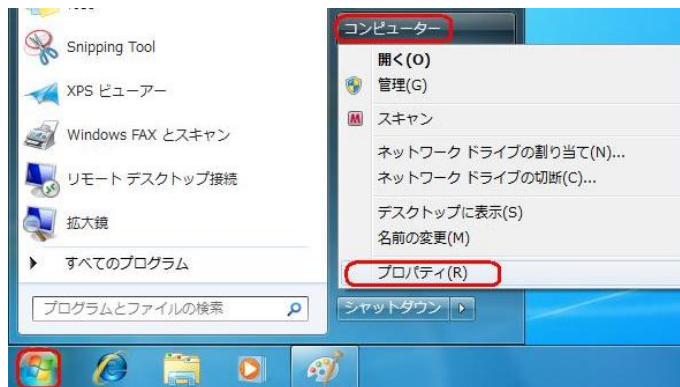 Snipping Tool
XPS ビューアー
Windows FAX とスキャン
リモート デスクトップ接続
拡大鏡
すべてのプログラム
プログラムとファイルの検索
コンピューター
開く(O)
管理(G)
スキャン
ネットワーク ドライブの割り当て(N)...
ネットワーク ドライブの切断(C)...
デスクトップに表示(S)
名前の変更(M)
プロパティ(R)
シャットダウン